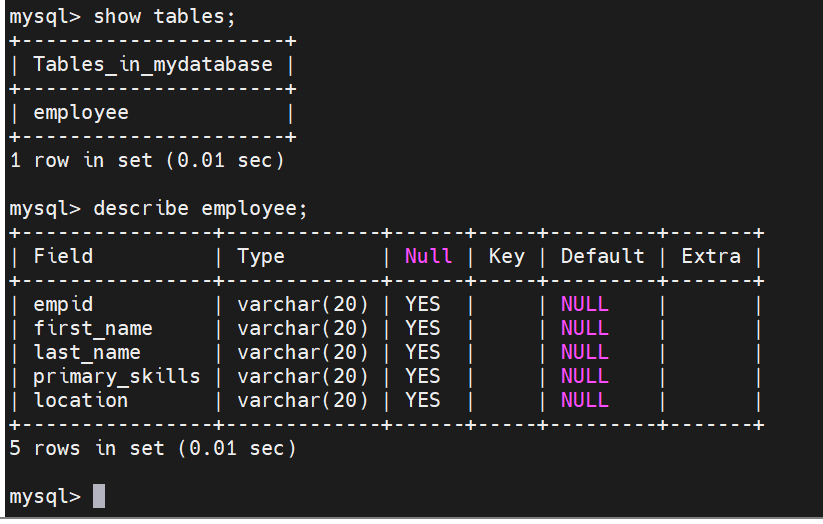 mysql> show tables;
+----------------------+
| Tables_in_mydatabase |
+----------------------+
| employee             |
+----------------------+
1 row in set (0.01 sec)

mysql> describe employee;
+----------------+-------------+------+-----+---------+-------+
| Field          | Type        | Null | Key | Default | Extra |
+----------------+-------------+------+-----+---------+-------+
| empid          | varchar(20) | YES  |     | NULL    |       |
| first_name     | varchar(20) | YES  |     | NULL    |       |
| last_name      | varchar(20) | YES  |     | NULL    |       |
| primary_skills | varchar(20) | YES  |     | NULL    |       |
| location       | varchar(20) | YES  |     | NULL    |       |
+----------------+-------------+------+-----+---------+-------+
5 rows in set (0.01 sec)

mysql>